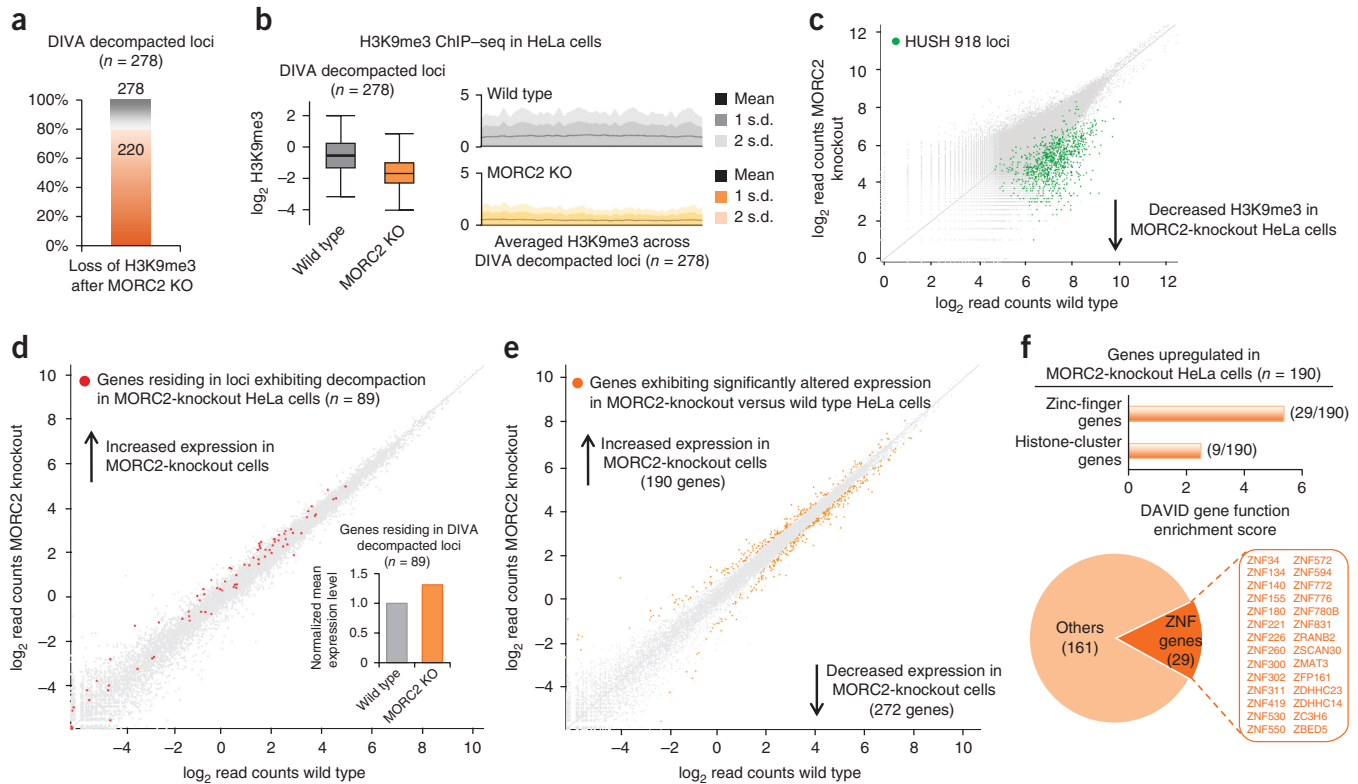 a
DIVA decompacted loci
(n = 278)
278
100%
80%
60%
40%
20%
0%
220
Loss of H3K9me3
after MORC2 KO
b
H3K9me3 ChIP–seq in HeLa cells
DIVA decompacted loci
(n = 278)
log2 H3K9me3
2
0
−2
−4
Wild type
MORC2 KO
5
0
Wild type
Mean
1 s.d.
2 s.d.
5
0
MORC2 KO
Mean
1 s.d.
2 s.d.
Averaged H3K9me3 across
DIVA decompacted loci (n = 278)
c
HUSH 918 loci
log2 read counts MORC2
knockout
12
10
8
6
4
2
0
Decreased H3K9me3 in
MORC2-knockout HeLa cells
0 2 4 6 8 10 12
log2 read counts wild type
d
Genes residing in loci exhibiting decompaction
in MORC2-knockout HeLa cells (n = 89)
Increased expression in
MORC2-knockout cells
log2 read counts MORC2 knockout
10
8
6
4
2
0
−2
−4
Genes residing in DIVA
decompacted loci
(n = 89)
Normalized mean
expression level
1.5
1.0
0.5
0
Wild type
MORC2 KO
−4 −2 0 2 4 6 8 10
log2 read counts wild type
e
Genes exhibiting significantly altered expression
in MORC2-knockout versus wild type HeLa cells
Increased expression in
MORC2-knockout cells
(190 genes)
log2 read counts MORC2 knockout
10
8
6
4
2
0
−2
−4
Decreased expression in
MORC2-knockout cells
(272 genes)
−4 −2 0 2 4 6 8 10
log2 read counts wild type
f
Genes upregulated in
MORC2-knockout HeLa cells (n = 190)
Zinc-finger
genes
(29/190)
Histone-cluster
genes
(9/190)
0 2 4 6
DAVID gene function
enrichment score
Others
(161)
ZNF
genes
(29)
ZNF34 ZNF572
ZNF134 ZNF594
ZNF140 ZNF772
ZNF155 ZNF776
ZNF180 ZNF780B
ZNF221 ZNF831
ZNF226 ZRANB2
ZNF260 ZSCAN30
ZNF300 ZMAT3
ZNF302 ZFP161
ZNF311 ZDHHC23
ZNF419 ZDHHC14
ZNF530 ZC3H6
ZNF550 ZBED5